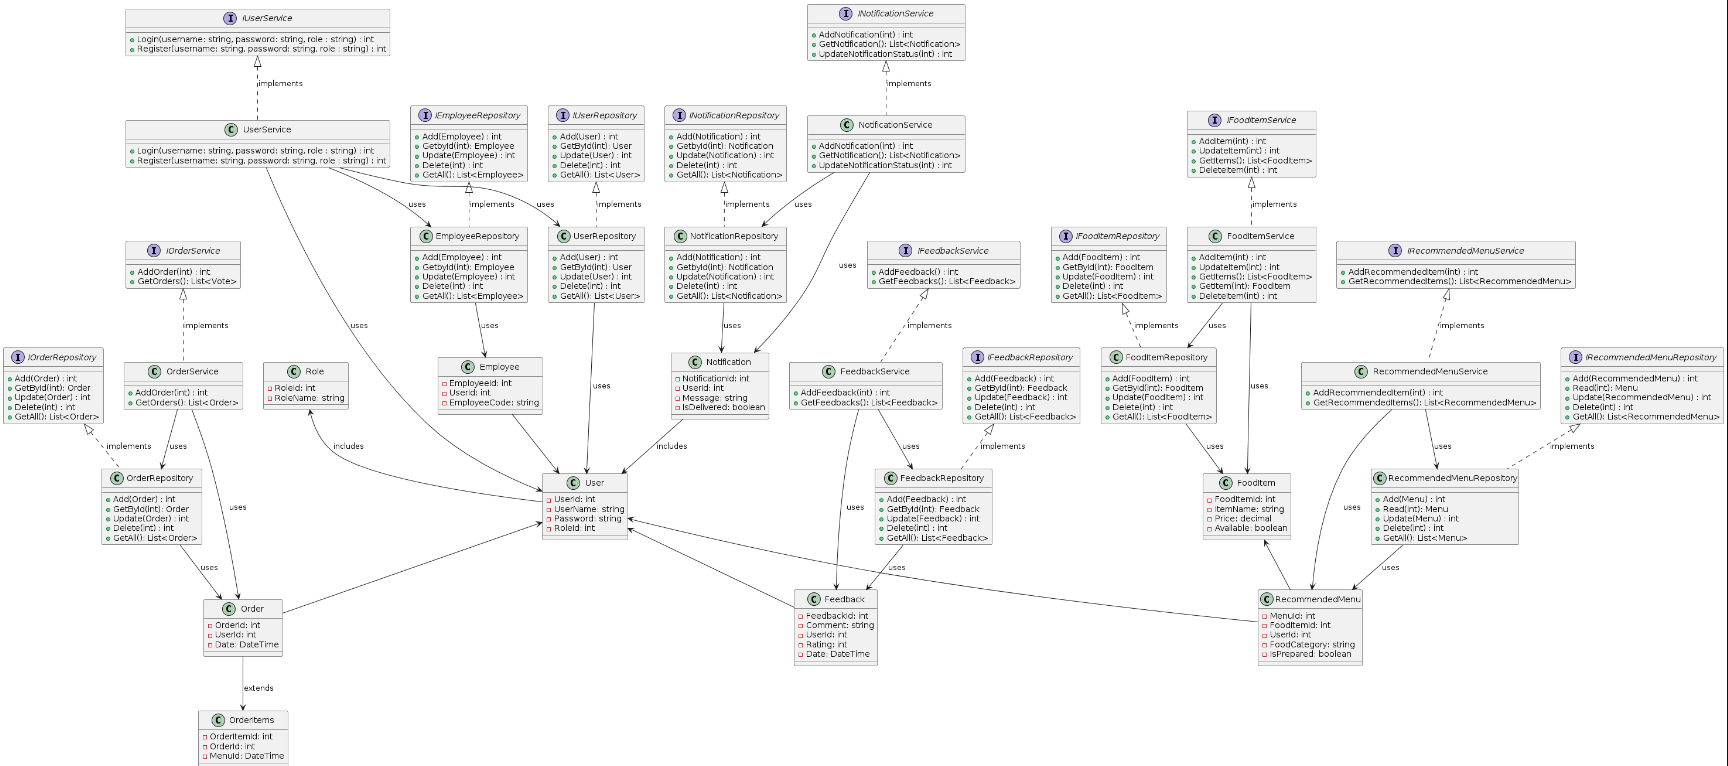 IUserService
Login(username: string, password: string, role : string) : int
Register(username: string, password: string, role : string) : int
INotificationService
AddNotification(int) : int
GetNotification(): List<Notification>
UpdateNotificationStatus(int) : int
implements
implements
UserService
Login(username: string, password: string, role : string) : int
Register(username: string, password: string, role : string) : int
IEmployeeRepository
Add(Employee) : int
GetbyId(int): Employee
Update(Employee) : int
Delete(int) : int
GetAll(): List<Employee>
IUserRepository
Add(User) : int
GetById(int): User
Update(User) : int
Delete(int) : int
GetAll(): List<User>
INotificationRepository
Add(Notification) : int
GetbyId(int): Notification
Update(Notification) : int
Delete(int) : int
GetAll(): List<Notification>
NotificationService
AddNotification(int) : int
GetNotification(): List<Notification>
UpdateNotificationStatus(int) : int
IFoodItemService
AddItem(int) : int
UpdateItem(int) : int
GetItems(): List<FoodItem>
DeleteItem(int) : int
uses
implements
uses
implements
implements
uses
implements
IOrderService
AddOrder(int) : int
GetOrders(): List<Vote>
EmployeeRepository
Add(Employee) : int
GetbyId(int): Employee
Update(Employee) : int
Delete(int) : int
GetAll(): List<Employee>
UserRepository
Add(User) : int
GetById(int): User
Update(User) : int
Delete(int) : int
GetAll(): List<User>
NotificationRepository
Add(Notification) : int
GetbyId(int): Notification
Update(Notification) : int
Delete(int) : int
GetAll(): List<Notification>
uses
IFeedbackService
AddFeedback() : int
GetFeedbacks(): List<Feedback>
IFoodItemRepository
Add(FoodItem) : int
GetById(int): FoodItem
Update(FoodItem) : int
Delete(int) : int
GetAll(): List<FoodItem>
FoodItemService
AddItem(int) : int
UpdateItem(int) : int
GetItems(): List<FoodItem>
GetItem(int): FoodItem
DeleteItem(int) : int
IRecommendedMenuService
AddRecommendedItem(int) : int
GetRecommendedItems(): List<RecommendedMenu>
implements
uses
uses
uses
implements
implements
uses
implements
IOrderRepository
Add(Order) : int
GetById(int): Order
Update(Order) : int
Delete(int) : int
GetAll(): List<Order>
OrderService
AddOrder(int) : int
GetOrders(): List<Order>
Role
RoleId: int
RoleName: string
Employee
EmployeeId: int
UserId: int
EmployeeCode: string
uses
Notification
NotificationId: int
UserId: int
Message: string
IsDelivered: boolean
FeedbackService
AddFeedback(int) : int
GetFeedbacks(): List<Feedback>
IFeedbackRepository
Add(Feedback) : int
GetById(int): Feedback
Update(Feedback) : int
Delete(int) : int
GetAll(): List<Feedback>
FoodItemRepository
Add(FoodItem) : int
GetById(int): FoodItem
Update(FoodItem) : int
Delete(int) : int
GetAll(): List<FoodItem>
uses
RecommendedMenuService
AddRecommendedItem(int) : int
GetRecommendedItems(): List<RecommendedMenu>
IRecommendedMenuRepository
Add(RecommendedMenu) : int
Read(int): Menu
Update(RecommendedMenu) : int
Delete(int) : int
GetAll(): List<RecommendedMenu>
implements
uses
includes
includes
uses
implements
uses
uses
implements
OrderRepository
Add(Order) : int
GetById(int): Order
Update(Order) : int
Delete(int) : int
GetAll(): List<Order>
uses
User
UserId: int
UserName: string
Password: string
RoleId: int
uses
FeedbackRepository
Add(Feedback) : int
GetById(int): Feedback
Update(Feedback) : int
Delete(int) : int
GetAll(): List<Feedback>
FoodItem
FoodItemId: int
ItemName: string
Price: decimal
Available: boolean
uses
RecommendedMenuRepository
Add(Menu) : int
Read(int): Menu
Update(Menu) : int
Delete(int) : int
GetAll(): List<Menu>
uses
uses
uses
Order
OrderId: int
UserId: int
Date: DateTime
Feedback
FeedbackId: int
Comment: string
UserId: int
Rating: int
Date: DateTime
RecommendedMenu
MenuId: int
FoodItemId: int
UserId: int
FoodCategory: string
IsPrepared: boolean
extends
OrderItems
OrderItemId: int
OrderId: int
MenuId: DateTime